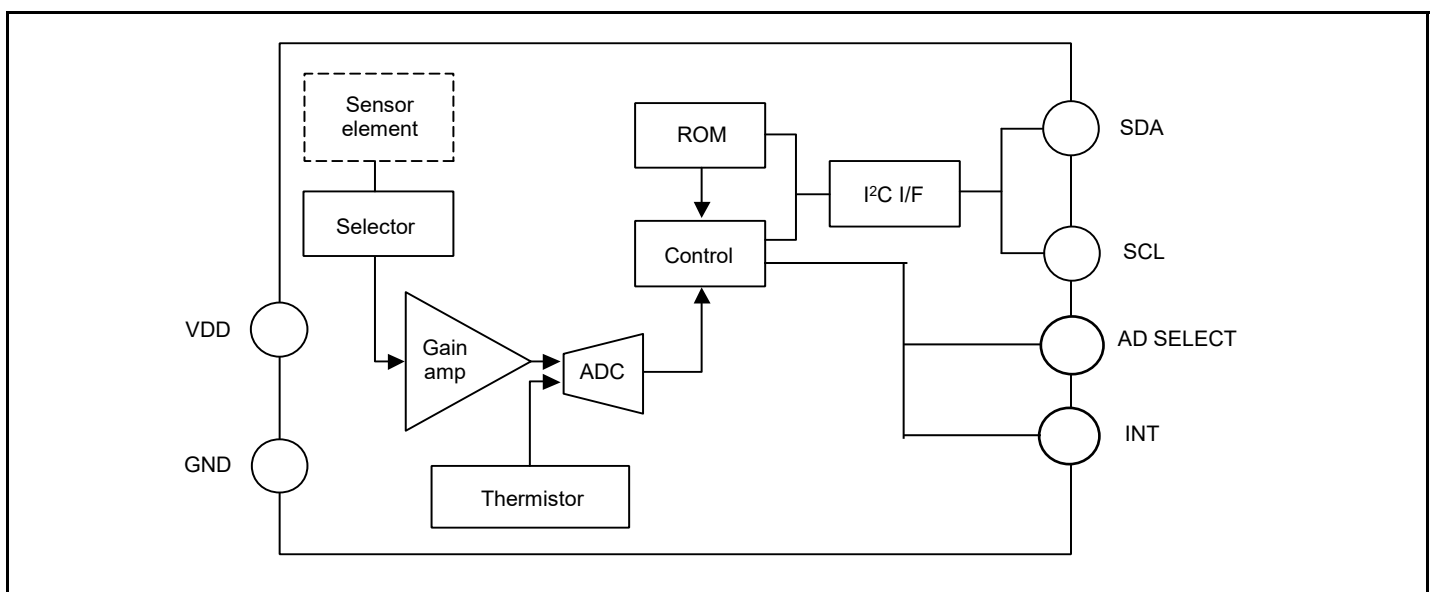 Sensor
element
ROM
SDA
I²C I/F
Selector
Control
SCL
VDD
Gain
amp
ADC
AD SELECT
GND
INT
Thermistor